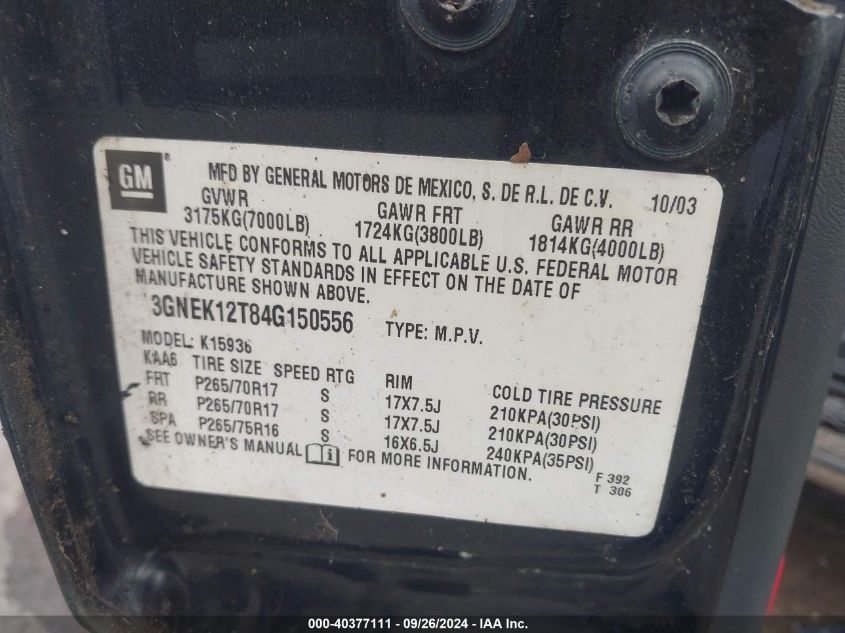 GM®
MFD BY GENERAL MOTORS DE MEXICO, S. DE R.L. DE C.V. 10/03
GVWR GAWR FRT GAWR RR
3175KG(7000LB) 1724KG(3800LB) 1814KG(4000LB)
THIS VEHICLE CONFORMS TO ALL APPLICABLE U.S. FEDERAL MOTOR
VEHICLE SAFETY STANDARDS IN EFFECT ON THE DATE OF
MANUFACTURE SHOWN ABOVE.
3GNEK12T84G150556 TYPE: M.P.V.
MODEL: K15936
KAA6 TIRE SIZE SPEED RTG RIM COLD TIRE PRESSURE
FRT P265/70R17 S 17X7.5J 210KPA(30PSI)
RR P265/70R17 S 17X7.5J 210KPA(30PSI)
SPA P265/75R16 S 16X6.5J 240KPA(35PSI)
SEE OWNER'S MANUAL i FOR MORE INFORMATION.
F 392
T 306
000-40377111 - 09/26/2024 - IAA Inc.